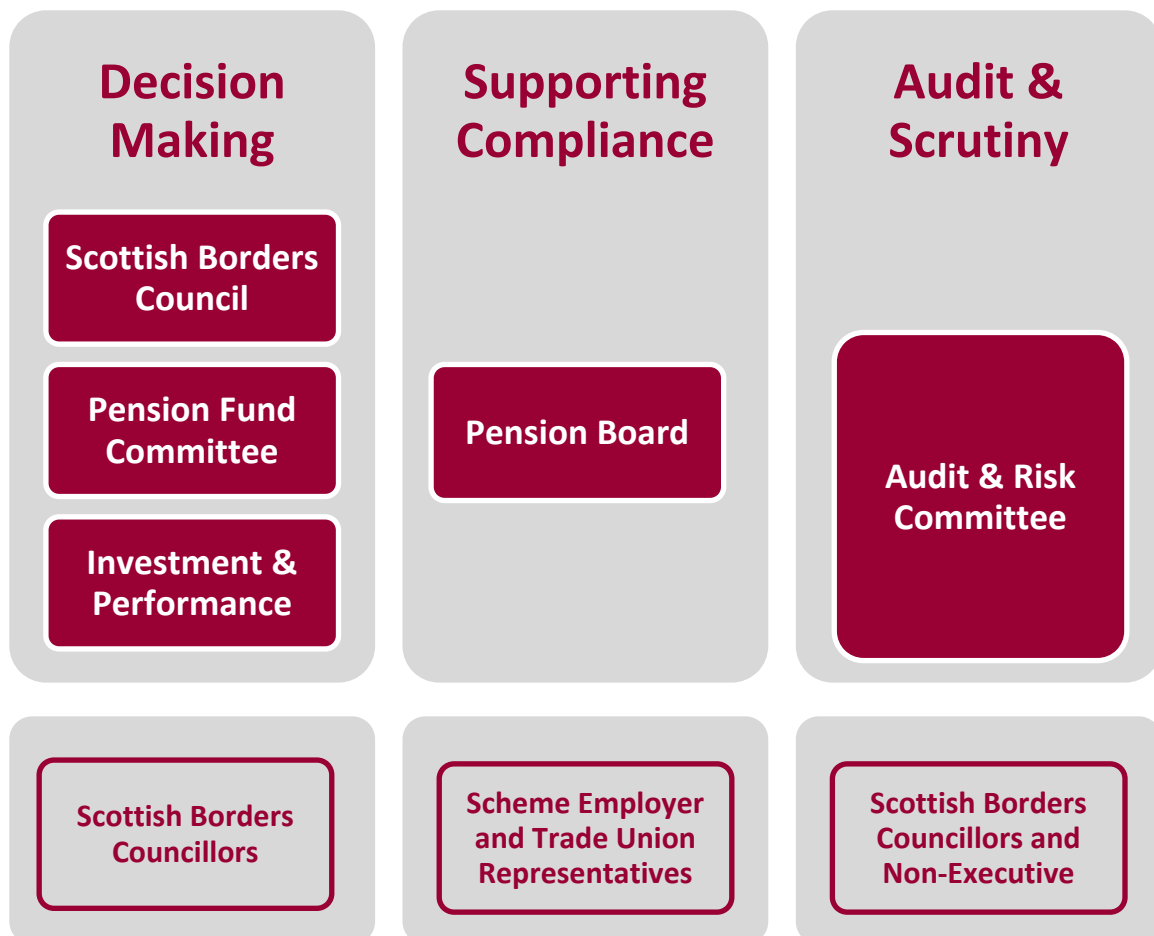 Decision
Making
Scottish Borders
Council
Pension Fund
Committee
Investment &
Performance
Supporting
Compliance
Pension Board
Audit &
Scrutiny
Audit & Risk
Committee
Scottish Borders
Councillors
Scheme Employer
and Trade Union
Representatives
Scottish Borders
Councillors and
Non-Executive